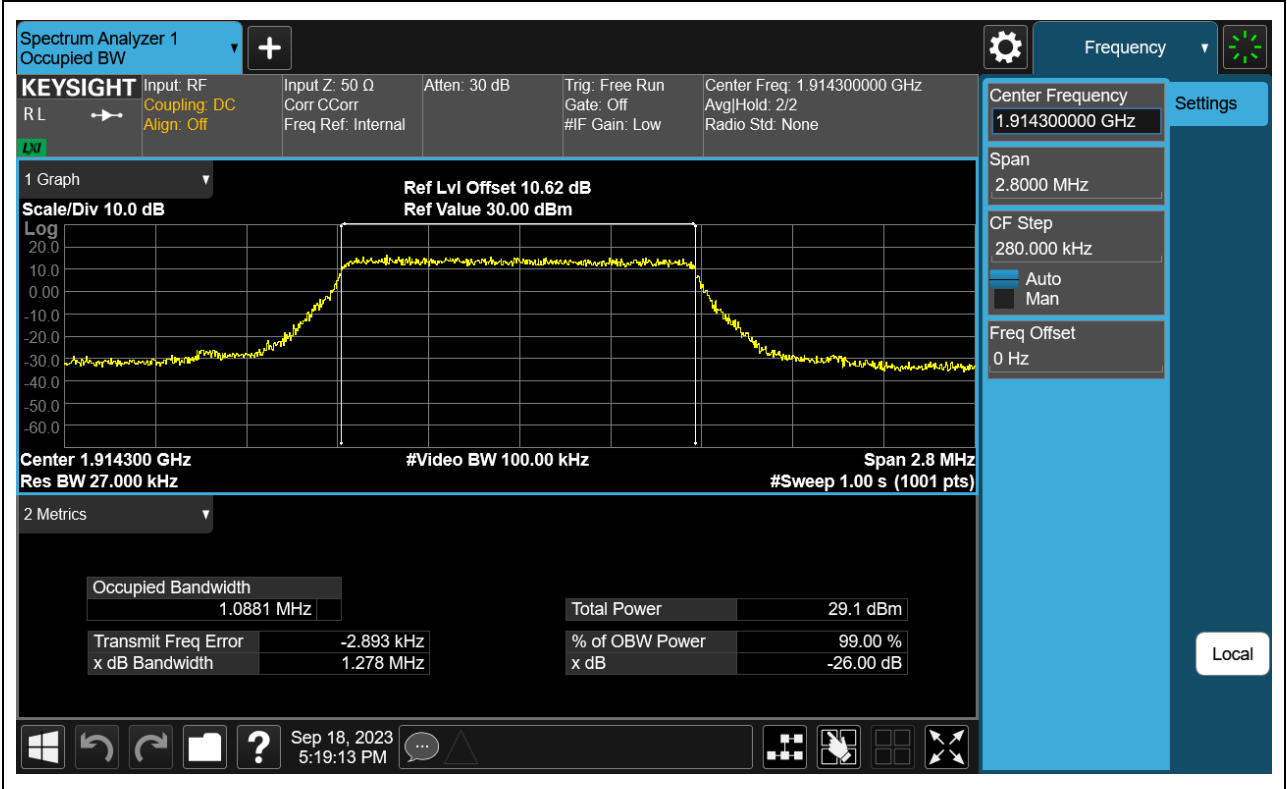 Spectrum Analyzer 1
Occupied BW
Frequency
KEYSIGHT
R L
LXI
Input: RF
Coupling: DC
Align: Off
Input Z: 50 Ω
Corr CCorr
Freq Ref: Internal
Atten: 30 dB
Trig: Free Run
Gate: Off
#IF Gain: Low
Center Freq: 1.914300000 GHz
Avg|Hold: 2/2
Radio Std: None
Center Frequency
1.914300000 GHz
Settings
Span
2.8000 MHz
CF Step
280.000 kHz
Auto
Man
Freq Offset
0 Hz
Local
1 Graph
Scale/Div 10.0 dB
Ref Lvl Offset 10.62 dB
Ref Value 30.00 dBm
Log
20.0
10.0
0.00
-10.0
-20.0
-30.0
-40.0
-50.0
-60.0
Center 1.914300 GHz
#Video BW 100.00 kHz
Span 2.8 MHz
Res BW 27.000 kHz
#Sweep 1.00 s (1001 pts)
2 Metrics
Occupied Bandwidth
1.0881 MHz
Total Power 29.1 dBm
Transmit Freq Error -2.893 kHz
% of OBW Power 99.00 %
x dB Bandwidth 1.278 MHz
x dB -26.00 dB
?
Sep 18, 2023
5:19:13 PM